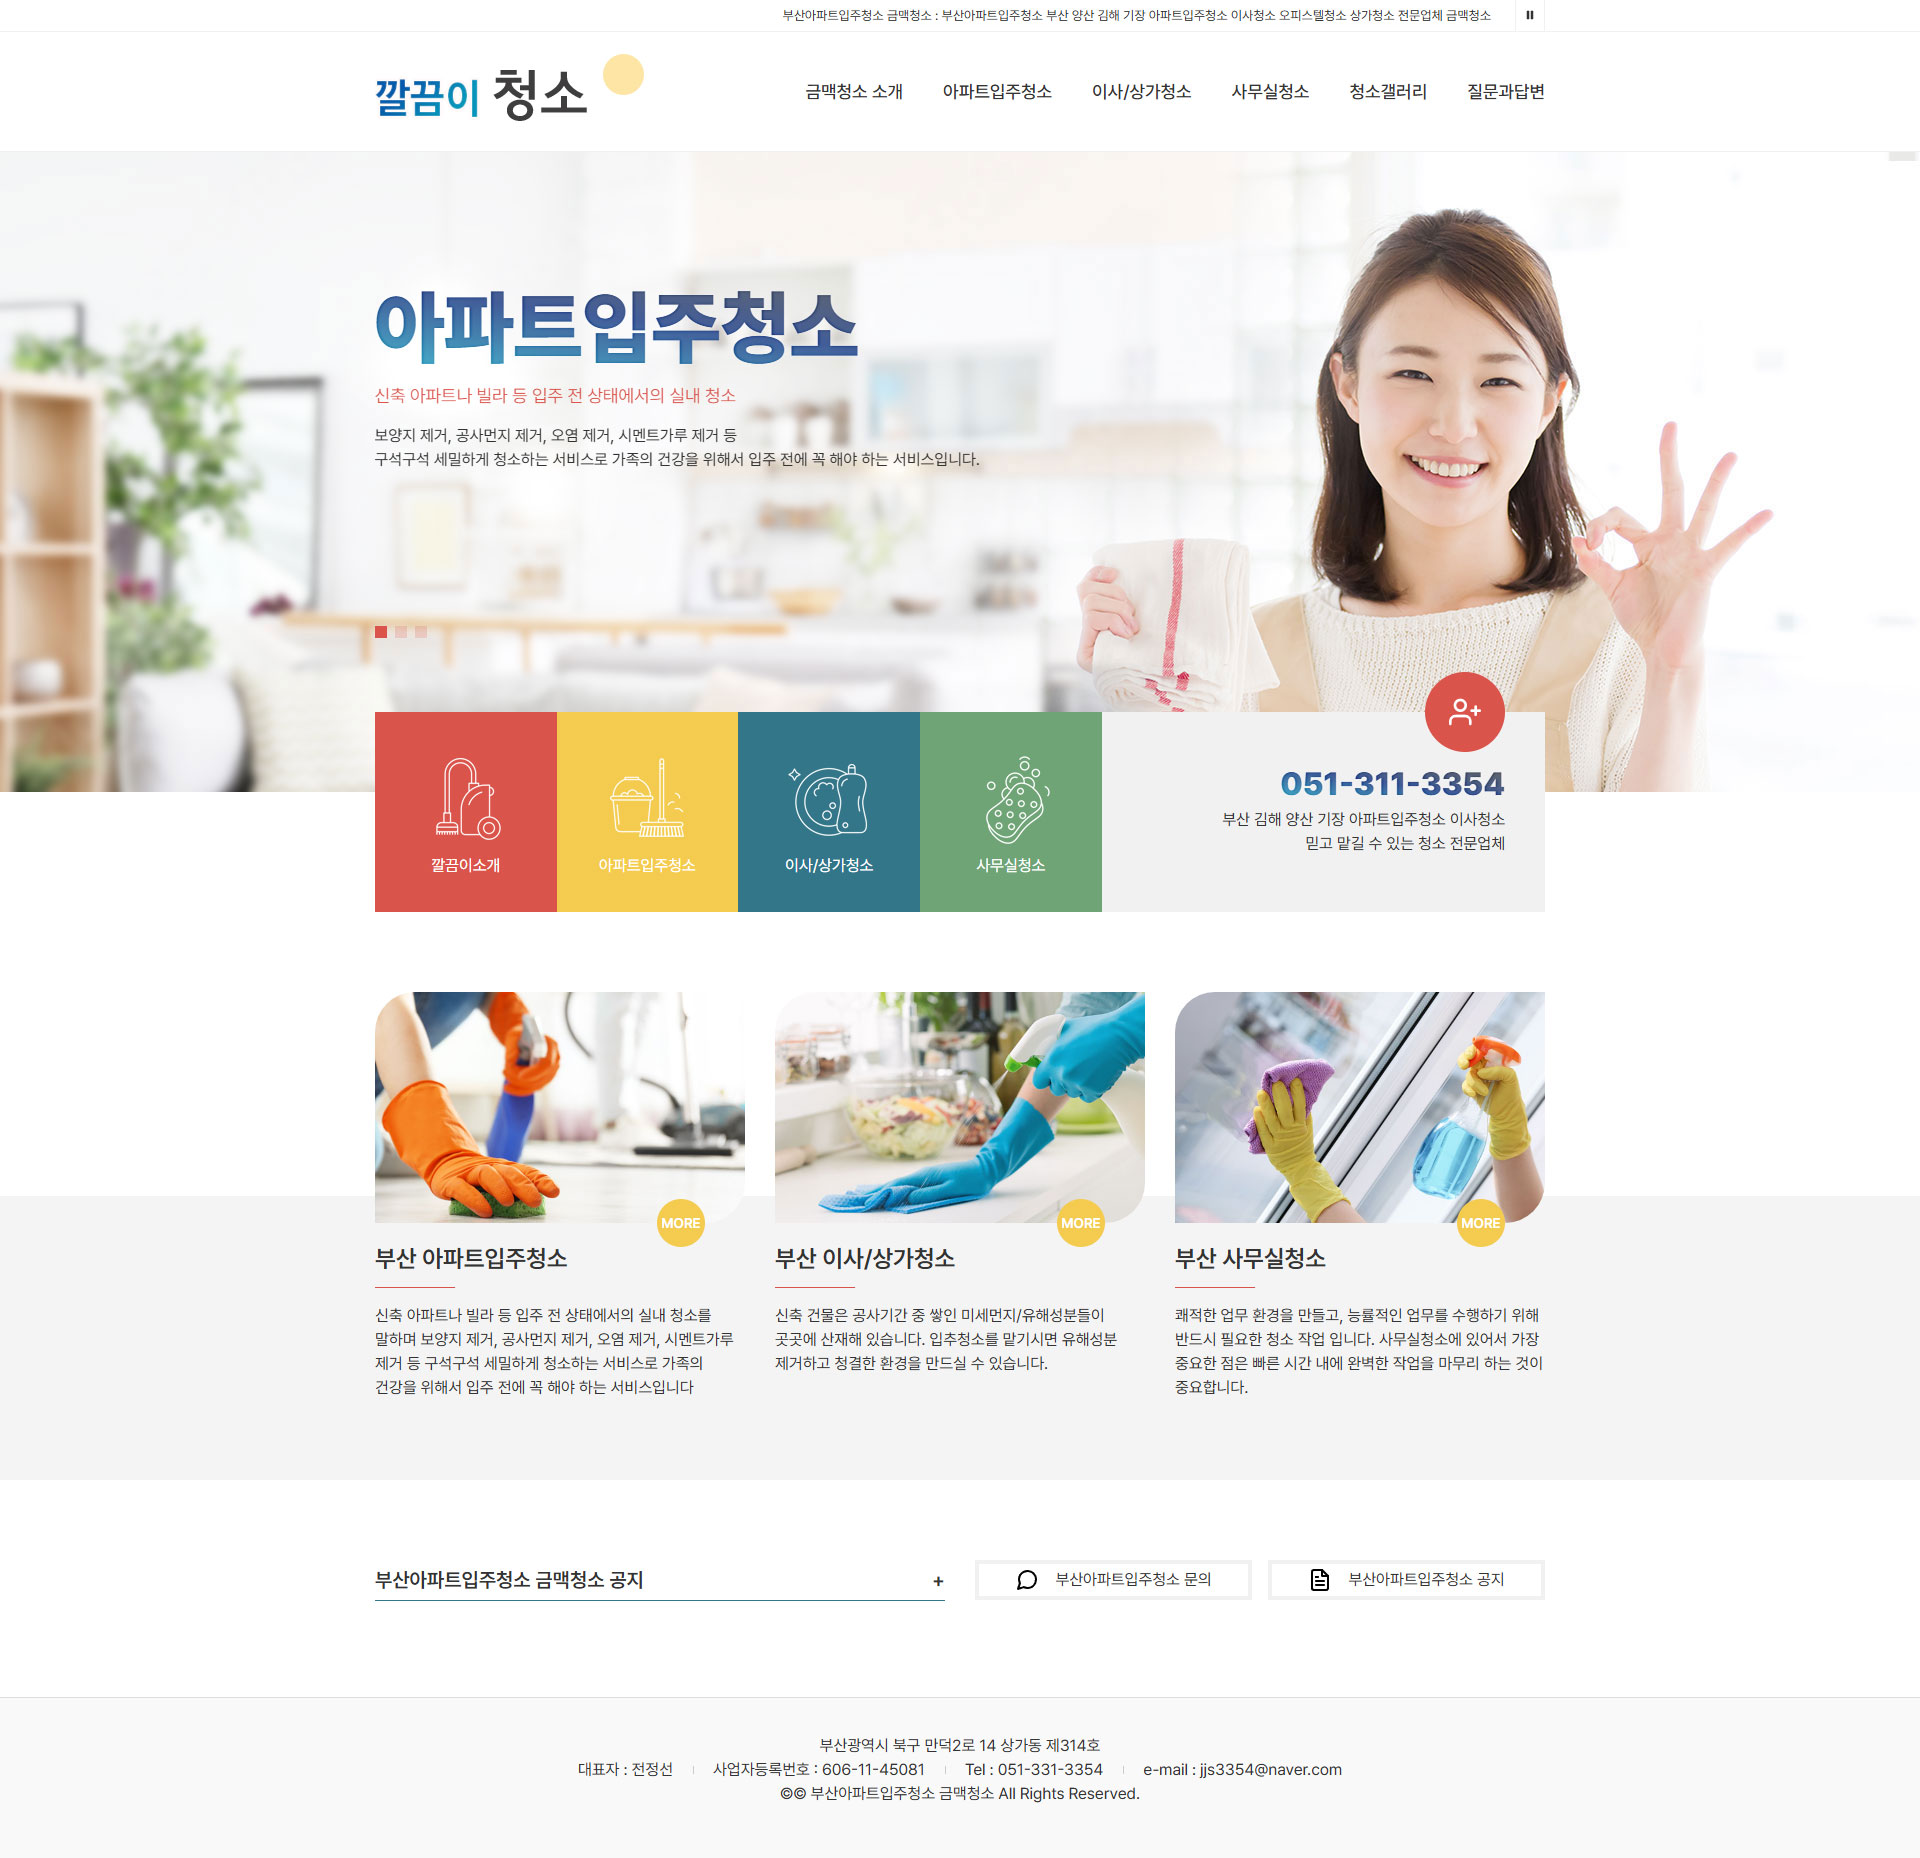 부산아파트입주청소 금맥청소 : 부산아파트입주청소 부산 양산 김해 기장 아파트입주청소 이사청소 오피스텔청소 상가청소 전문업체 금맥청소
깔끔이 청소
금맥청소 소개 아파트입주청소 이사/상가청소 사무실청소 청소갤러리 질문과답변
아파트입주청소
신축 아파트나 빌라 등 입주 전 상태에서의 실내 청소
보양지 제거, 공사먼지 제거, 오염 제거, 시멘트가루 제거 등
구석구석 세밀하게 청소하는 서비스로 가족의 건강을 위해서 입주 전에 꼭 해야 하는 서비스입니다.
깔끔이소개
아파트입주청소
이사/상가청소
사무실청소
051-311-3354
부산 김해 양산 기장 아파트입주청소 이사청소
믿고 맡길 수 있는 청소 전문업체
MORE
부산 아파트입주청소
신축 아파트나 빌라 등 입주 전 상태에서의 실내 청소를
말하며 보양지 제거, 공사먼지 제거, 오염 제거, 시멘트가루
제거 등 구석구석 세밀하게 청소하는 서비스로 가족의
건강을 위해서 입주 전에 꼭 해야 하는 서비스입니다
MORE
부산 이사/상가청소
신축 건물은 공사기간 중 쌓인 미세먼지/유해성분들이
곳곳에 산재해 있습니다. 입추청소를 맡기시면 유해성분
제거하고 청결한 환경을 만드실 수 있습니다.
MORE
부산 사무실청소
쾌적한 업무 환경을 만들고, 능률적인 업무를 수행하기 위해
반드시 필요한 청소 작업 입니다. 사무실청소에 있어서 가장
중요한 점은 빠른 시간 내에 완벽한 작업을 마무리 하는 것이
중요합니다.
부산아파트입주청소 금맥청소 공지 +
부산아파트입주청소 문의
부산아파트입주청소 공지
부산광역시 북구 만덕2로 14 상가동 제314호
대표자 : 전정선 사업자등록번호 : 606-11-45081 Tel : 051-331-3354 e-mail : jjs3354@naver.com
©© 부산아파트입주청소 금맥청소 All Rights Reserved.